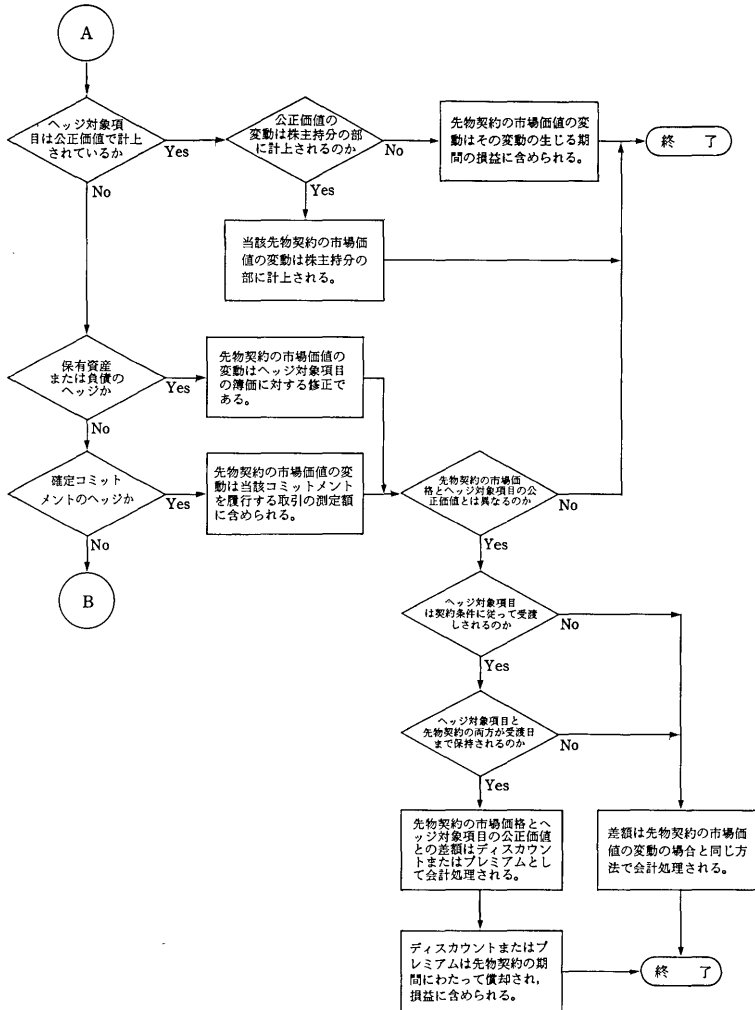 A
ヘッジ対象項
目は公正価値で計上
されているか
Yes
No
公正価値の
変動は株主持分の部
に計上されるのか
No
Yes
先物契約の市場価値の変
動はその変動の生じる期
間の損益に含められる。
終 了
当該先物契約の市場価
値の変動は株主持分の
部に計上される。
保有資産
または負債の
ヘッジか
Yes
No
先物契約の市場価値の
変動はヘッジ対象項目
の簿価に対する修正で
ある。
確定コミット
メントのヘッジか
Yes
No
先物契約の市場価値の変
動は当該コミットメント
を履行する取引の測定額
に含められる。
先物契約の市場価
格とヘッジ対象項目の公
正価値とは異なるのか
No
Yes
B
ヘッジ対象項目
は契約条件に従って受渡
しされるのか
No
Yes
ヘッジ対象項目と
先物契約の両方が受渡日
まで保持されるのか
No
Yes
先物契約の市場価格とヘ
ッジ対象項目の公正価値
との差額はディスカウン
トまたはプレミアムとし
て会計処理される。
差額は先物契約の市場価
値の変動の場合と同じ方
法で会計処理される。
ディスカウントまたはプ
レミアムは先物契約の期
間にわたって償却され,
損益に含められる。
終 了